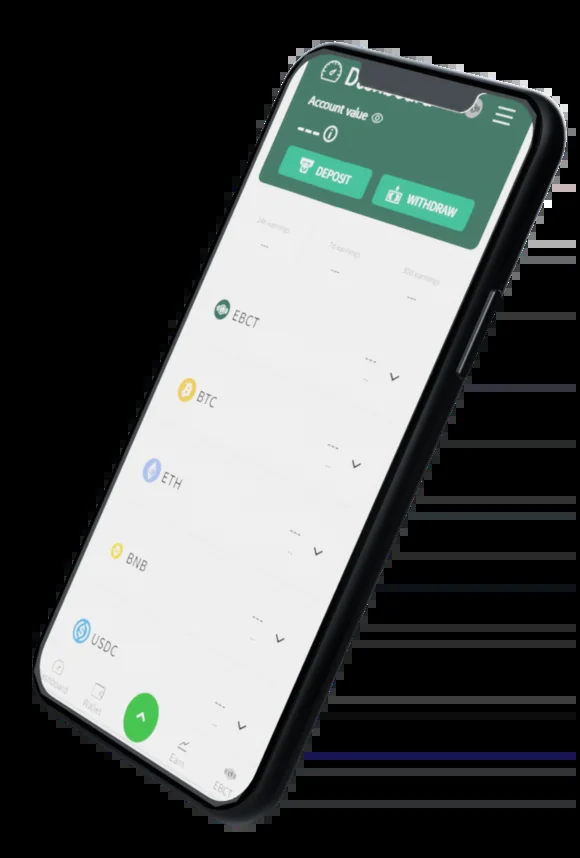 Dashboard
Account value
---
DEPOSIT
WITHDRAW
24h earnings
7d earnings
30d earnings
--
---
---
EBCT
---
--
BTC
---
--
ETH
---
--
BNB
---
--
USDC
---
--
Dashboard
Wallet
Earn
EBCT